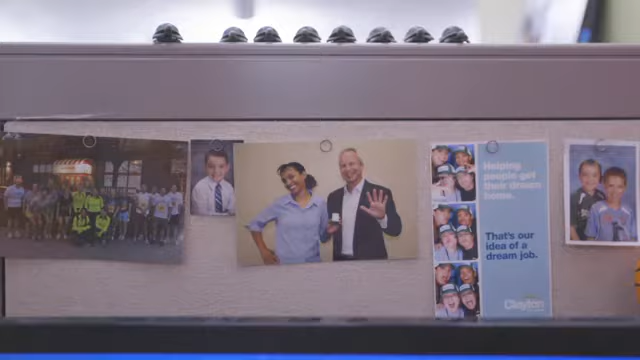 Helping
people get
their dream
home.
That's our
idea of a
dream job.
Clayton